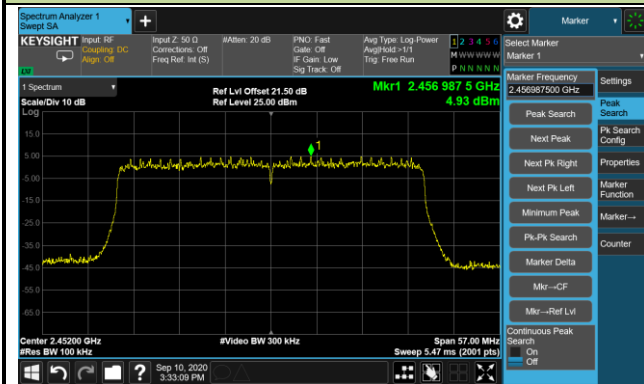 Spectrum Analyzer 1
Swept SA
+
Marker
KEYSIGHT
Input: RF
Coupling: DC
Align: Off
Input Z: 50 Ω
Corrections: Off
Freq Ref: Int (S)
#Atten: 20 dB
PNO: Fast
Gate: Off
IF Gain: Low
Sig Track: Off
Avg Type: Log-Power
Avg|Hold:>1/1
Trig: Free Run
1 2 3 4 5 6
M W W W W W
P N N N N N
LXI
Select Marker
Marker 1
1 Spectrum
Scale/Div 10 dB
Log
Ref Lvl Offset 21.50 dB
Ref Level 25.00 dBm
Mkr1 2.456 987 5 GHz
4.93 dBm
Marker Frequency
2.456987500 GHz
Peak Search
Next Peak
Next Pk Right
Next Pk Left
Minimum Peak
Pk-Pk Search
Marker Delta
Mkr→CF
Mkr→Ref Lvl
Continuous Peak
Search
On
Off
Settings
Peak
Search
Pk Search
Config
Properties
Marker
Function
Marker→
Counter
15.0
5.00
-5.00
-15.0
-25.0
-35.0
-45.0
-55.0
-65.0
1
Center 2.45200 GHz
#Res BW 100 kHz
#Video BW 300 kHz
Span 57.00 MHz
Sweep 5.47 ms (2001 pts)
?
Sep 10, 2020
3:33:09 PM